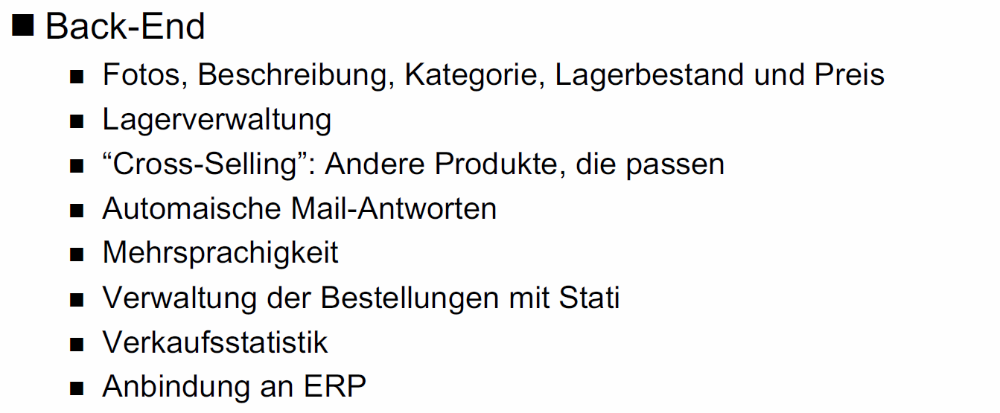 ■ Back-End
■ Fotos, Beschreibung, Kategorie, Lagerbestand und Preis
■ Lagerverwaltung
■ “Cross-Selling”: Andere Produkte, die passen
■ Automaische Mail-Antworten
■ Mehrsprachigkeit
■ Verwaltung der Bestellungen mit Stati
■ Verkaufsstatistik
■ Anbindung an ERP